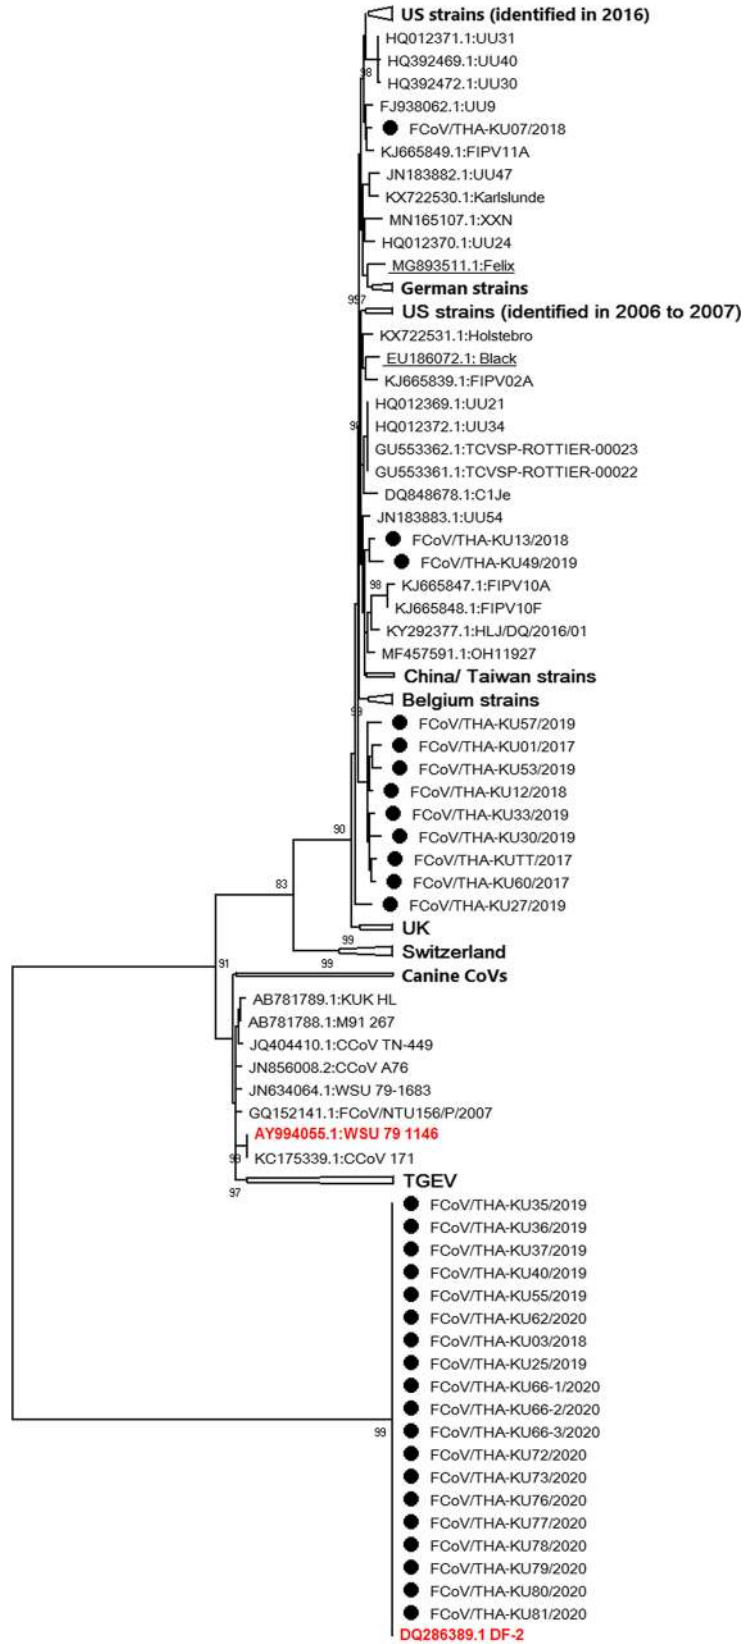 US strains (identified in 2016)
HQ012371.1:UU31
HQ392469.1:UU40
98
HQ392472.1:UU30
FJ938062.1:UU9
FCoV/THA-KU07/2018
KJ665849.1:FIPV11A
JN183882.1:UU47
KX722530.1:Karlslunde
MN165107.1:XXN
HQ012370.1:UU24
MG893511.1:Felix
German strains
US strains (identified in 2006 to 2007)
KX722531.1:Holstebro
EU186072.1: Black
KJ665839.1:FIPV02A
HQ012369.1:UU21
HQ012372.1:UU34
GU553362.1:TCVSP-ROTTIER-00023
GU553361.1:TCVSP-ROTTIER-00022
DQ848678.1:C1Je
JN183883.1:UU54
FCoV/THA-KU13/2018
FCoV/THA-KU49/2019
98
KJ665847.1:FIPV10A
KJ665848.1:FIPV10F
KY292377.1:HLJ/DQ/2016/01
MF457591.1:OH11927
China/ Taiwan strains
Belgium strains
99
FCoV/THA-KU57/2019
FCoV/THA-KU01/2017
FCoV/THA-KU53/2019
FCoV/THA-KU12/2018
FCoV/THA-KU33/2019
90
FCoV/THA-KU30/2019
FCoV/THA-KUTT/2017
83
FCoV/THA-KU60/2017
FCoV/THA-KU27/2019
UK
99
Switzerland
91
99
Canine CoVs
AB781789.1:KUK HL
AB781788.1:M91 267
JQ404410.1:CCoV TN-449
JN856008.2:CCoV A76
JN634064.1:WSU 79-1683
GQ152141.1:FCoV/NTU156/P/2007
AY994055.1:WSU 79 1146
KC175339.1:CCoV 171
TGEV
97
FCoV/THA-KU35/2019
FCoV/THA-KU36/2019
FCoV/THA-KU37/2019
FCoV/THA-KU40/2019
FCoV/THA-KU55/2019
FCoV/THA-KU62/2020
FCoV/THA-KU03/2018
FCoV/THA-KU25/2019
FCoV/THA-KU66-1/2020
FCoV/THA-KU66-2/2020
FCoV/THA-KU66-3/2020
99
FCoV/THA-KU72/2020
FCoV/THA-KU73/2020
FCoV/THA-KU76/2020
FCoV/THA-KU77/2020
FCoV/THA-KU78/2020
FCoV/THA-KU79/2020
FCoV/THA-KU80/2020
FCoV/THA-KU81/2020
DQ286389.1 DF-2